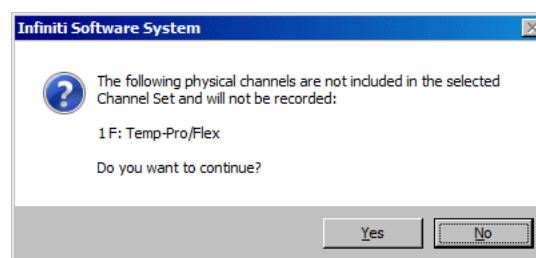 Infiniti Software System
The following physical channels are not included in the selected
Channel Set and will not be recorded:
1 F: Temp-Pro/Flex
Do you want to continue?
Yes
No